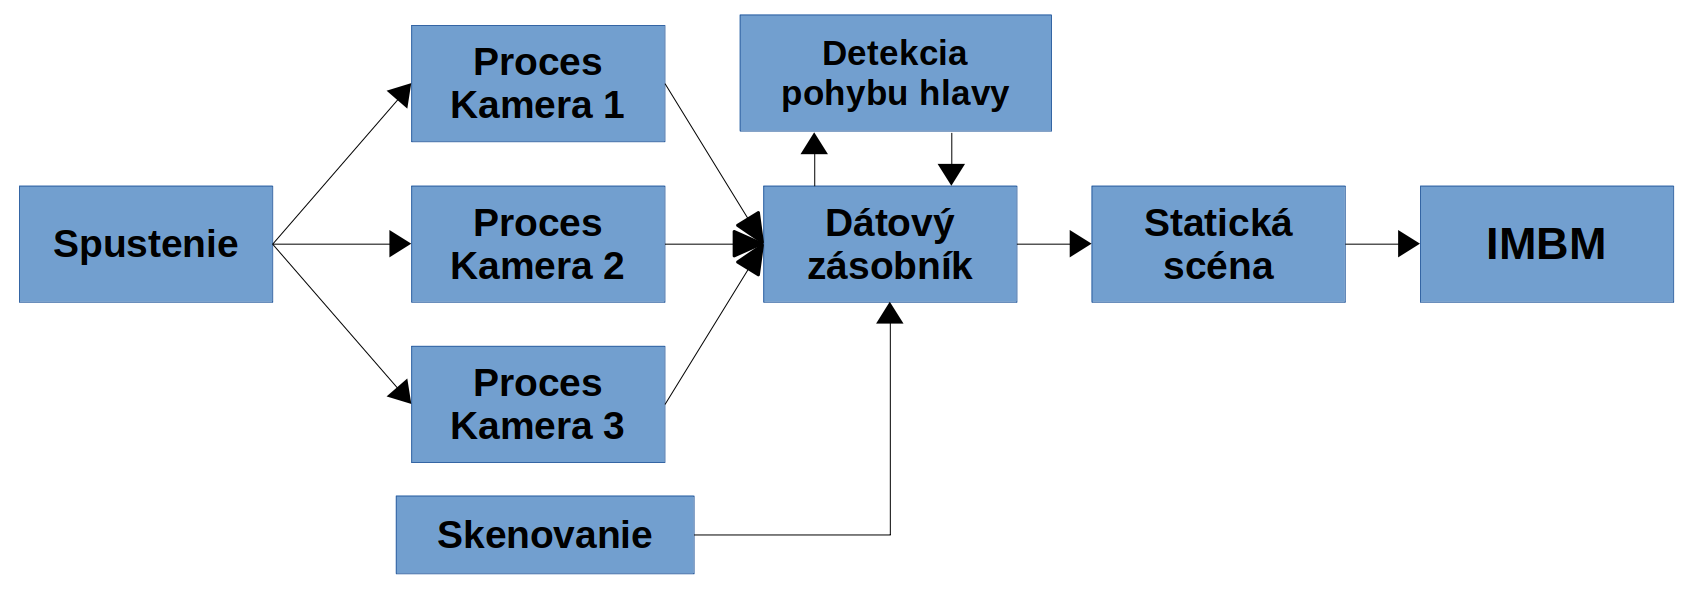 Spustenie
Proces
Kamera 1
Proces
Kamera 2
Proces
Kamera 3
Skenovanie
Detekcia
pohybu hlavy
Dátový
zásobník
Statická
scéna
IMBM